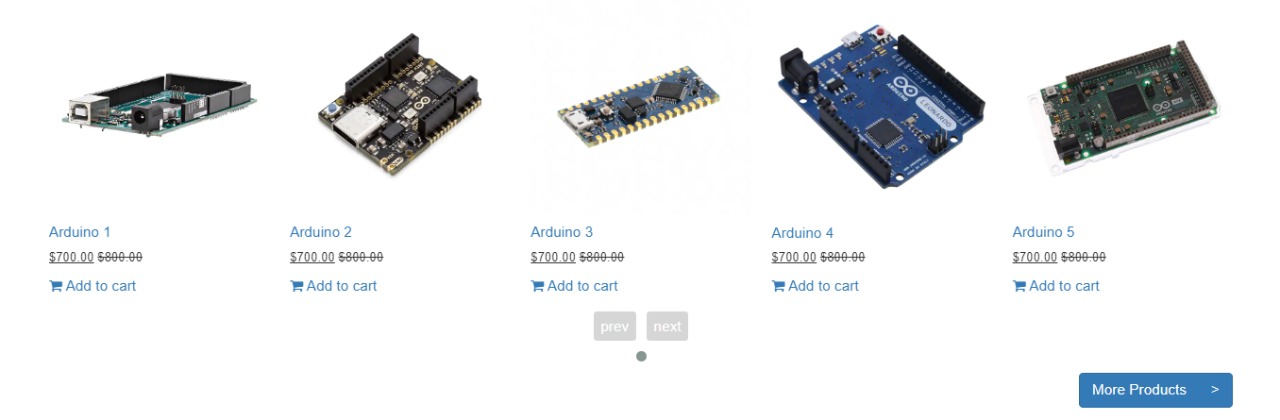 ARDUINO
LEONARDO
Arduino 1
Arduino 2
Arduino 3
Arduino 4
Arduino 5
$700.00 $800.00
$700.00 $800.00
$700.00 $800.00
$700.00 $800.00
$700.00 $800.00
Add to cart
Add to cart
Add to cart
Add to cart
Add to cart
prev
next
More Products >